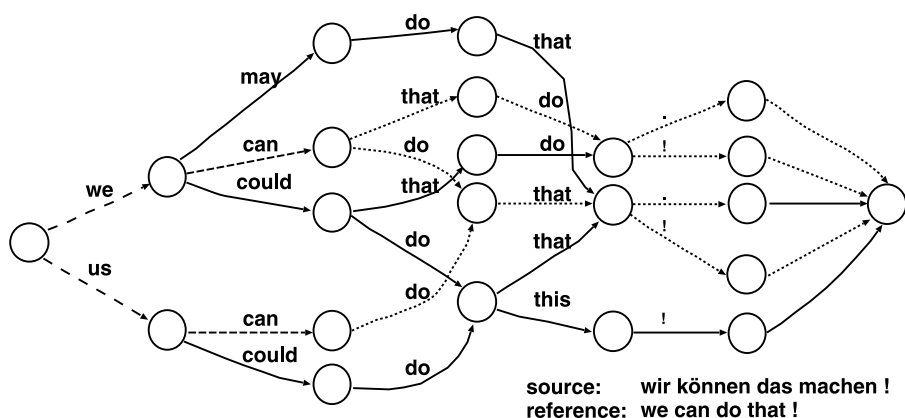 do
that
may
that
do
can
do
do
.
!
we
could
that
that
.
!
us
do
that
can
do
this
!
could
do
source: wir können das machen !
reference: we can do that !